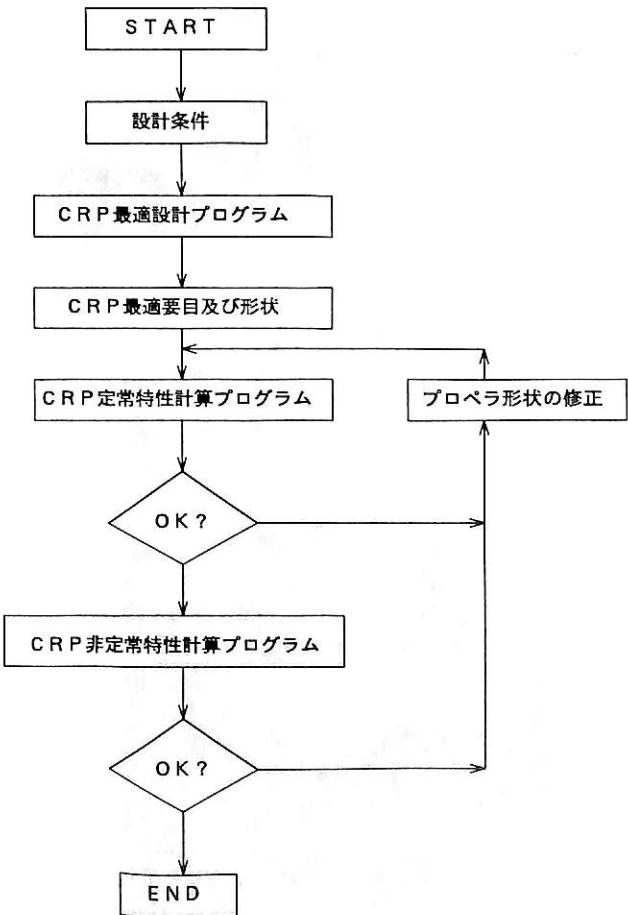 ＳＴＡＲＴ
設計条件
ＣＲＰ最適設計プログラム
ＣＲＰ最適要目及び形状
ＣＲＰ定常特性計算プログラム
プロペラ形状の修正
ＯＫ？
ＣＲＰ非定常特性計算プログラム
ＯＫ？
ＥＮＤ